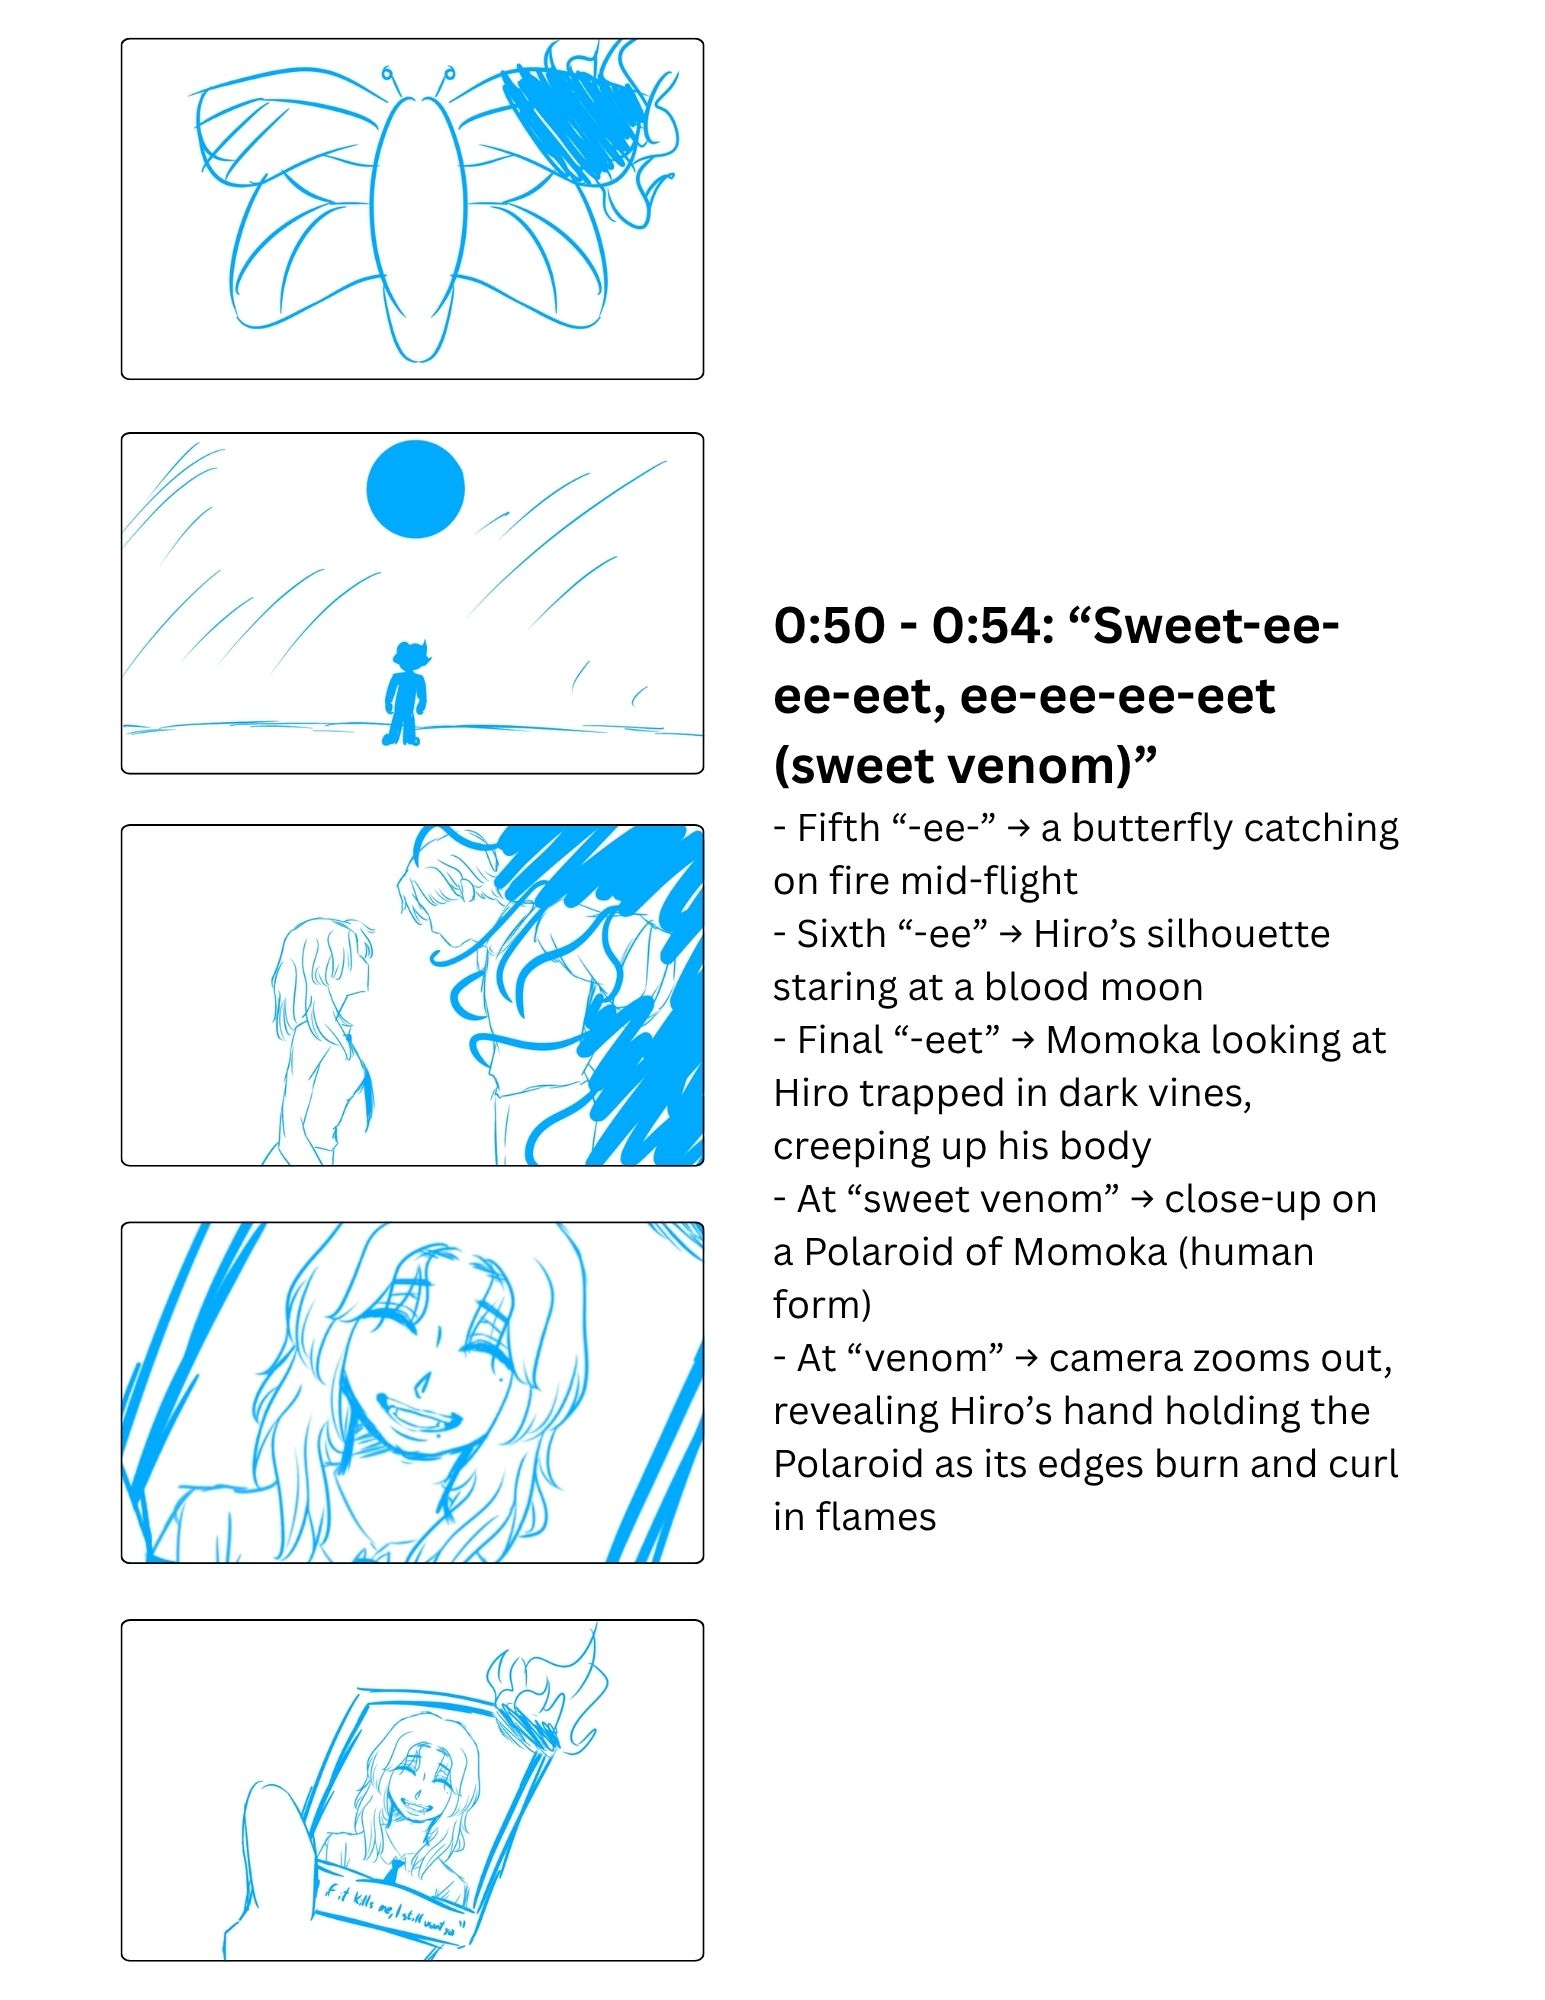 0:50 - 0:54: “Sweet-ee-
ee-eet, ee-ee-ee-eet
(sweet venom)”
- Fifth “-ee-” → a butterfly catching
on fire mid-flight
- Sixth “-ee” → Hiro’s silhouette
staring at a blood moon
- Final “-eet” → Momoka looking at
Hiro trapped in dark vines,
creeping up his body
- At “sweet venom” → close-up on
a Polaroid of Momoka (human
form)
- At “venom” → camera zooms out,
revealing Hiro’s hand holding the
Polaroid as its edges burn and curl
in flames
if it kills me, I still want ya”